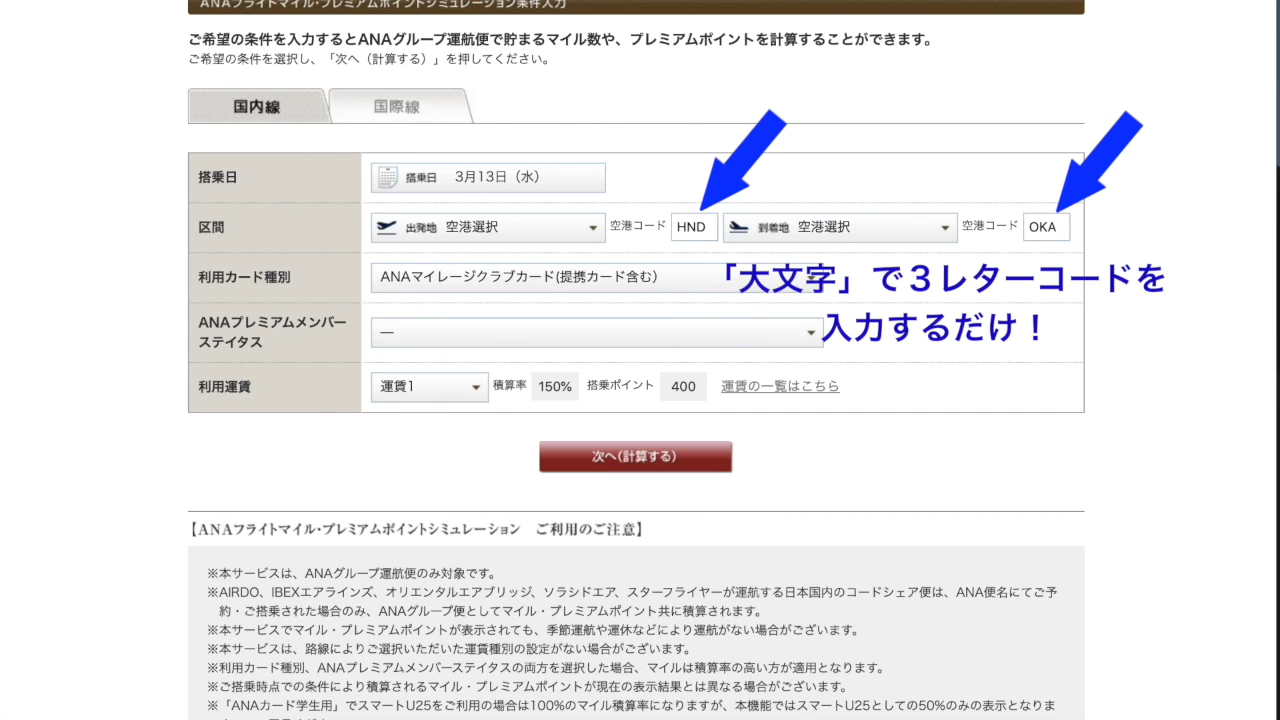 ANAフライトマイル・プレミアムポイントシミュレーション条件入力
ご希望の条件を入力するとANAグループ運航便で貯まるマイル数や、プレミアムポイントを計算することができます。
ご希望の条件を選択し、「次へ（計算する）」を押してください。
国内線 国際線
搭乗日 搭乗日 3月13日（水）
区間 出発地 空港選択 空港コード HND 到着地 空港選択 空港コード OKA
利用カード種別 ANAマイレージクラブカード(提携カード含む)
「大文字」で３レターコードを
入力するだけ！
ANAプレミアムメンバー
ステイタス
—
利用運賃 運賃1 積算率 150% 搭乗ポイント 400 運賃の一覧はこちら
次へ(計算する)
【ANAフライトマイル・プレミアムポイントシミュレーション　ご利用のご注意】
※本サービスは、ANAグループ運航便のみ対象です。
※AIRDO、IBEXエアラインズ、オリエンタルエアブリッジ、ソラシドエア、スターフライヤーが運航する日本国内のコードシェア便は、ANA便名にてご予
約・ご搭乗された場合のみ、ANAグループ便としてマイル・プレミアムポイント共に積算されます。
※本サービスでマイル・プレミアムポイントが表示されても、季節運航や運休などにより運航がない場合がございます。
※本サービスは、路線によりご選択いただいた運賃種別の設定がない場合がございます。
※利用カード種別、ANAプレミアムメンバーステイタスの両方を選択した場合、マイルは積算率の高い方が適用となります。
※ご搭乗時点での条件により積算されるマイル・プレミアムポイントが現在の表示結果とは異なる場合がございます。
※「ANAカード学生用」でスマートU25をご利用の場合は100%のマイル積算率になりますが、本機能ではスマートU25としての50%のみの表示となりま